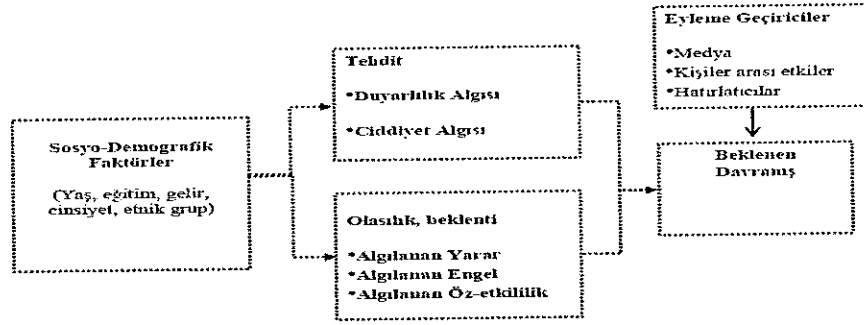 Sosyo-Demografik
Faktürler
(Yaş, eğitim, gelir,
cinsiyet, etnik grup)
Tehdit
•Duyarlılık Algısı
•Ciddiyet Algısı
Olasılık, beklenti
•Algılanan Yarar
•Algılanan Engel
•Algılanan Öz-etkililik
Eyleme Geçiriciler
•Medya
•Kişiler arası etkiler
•Hatırlatıcılar
Beklenen
Davranış